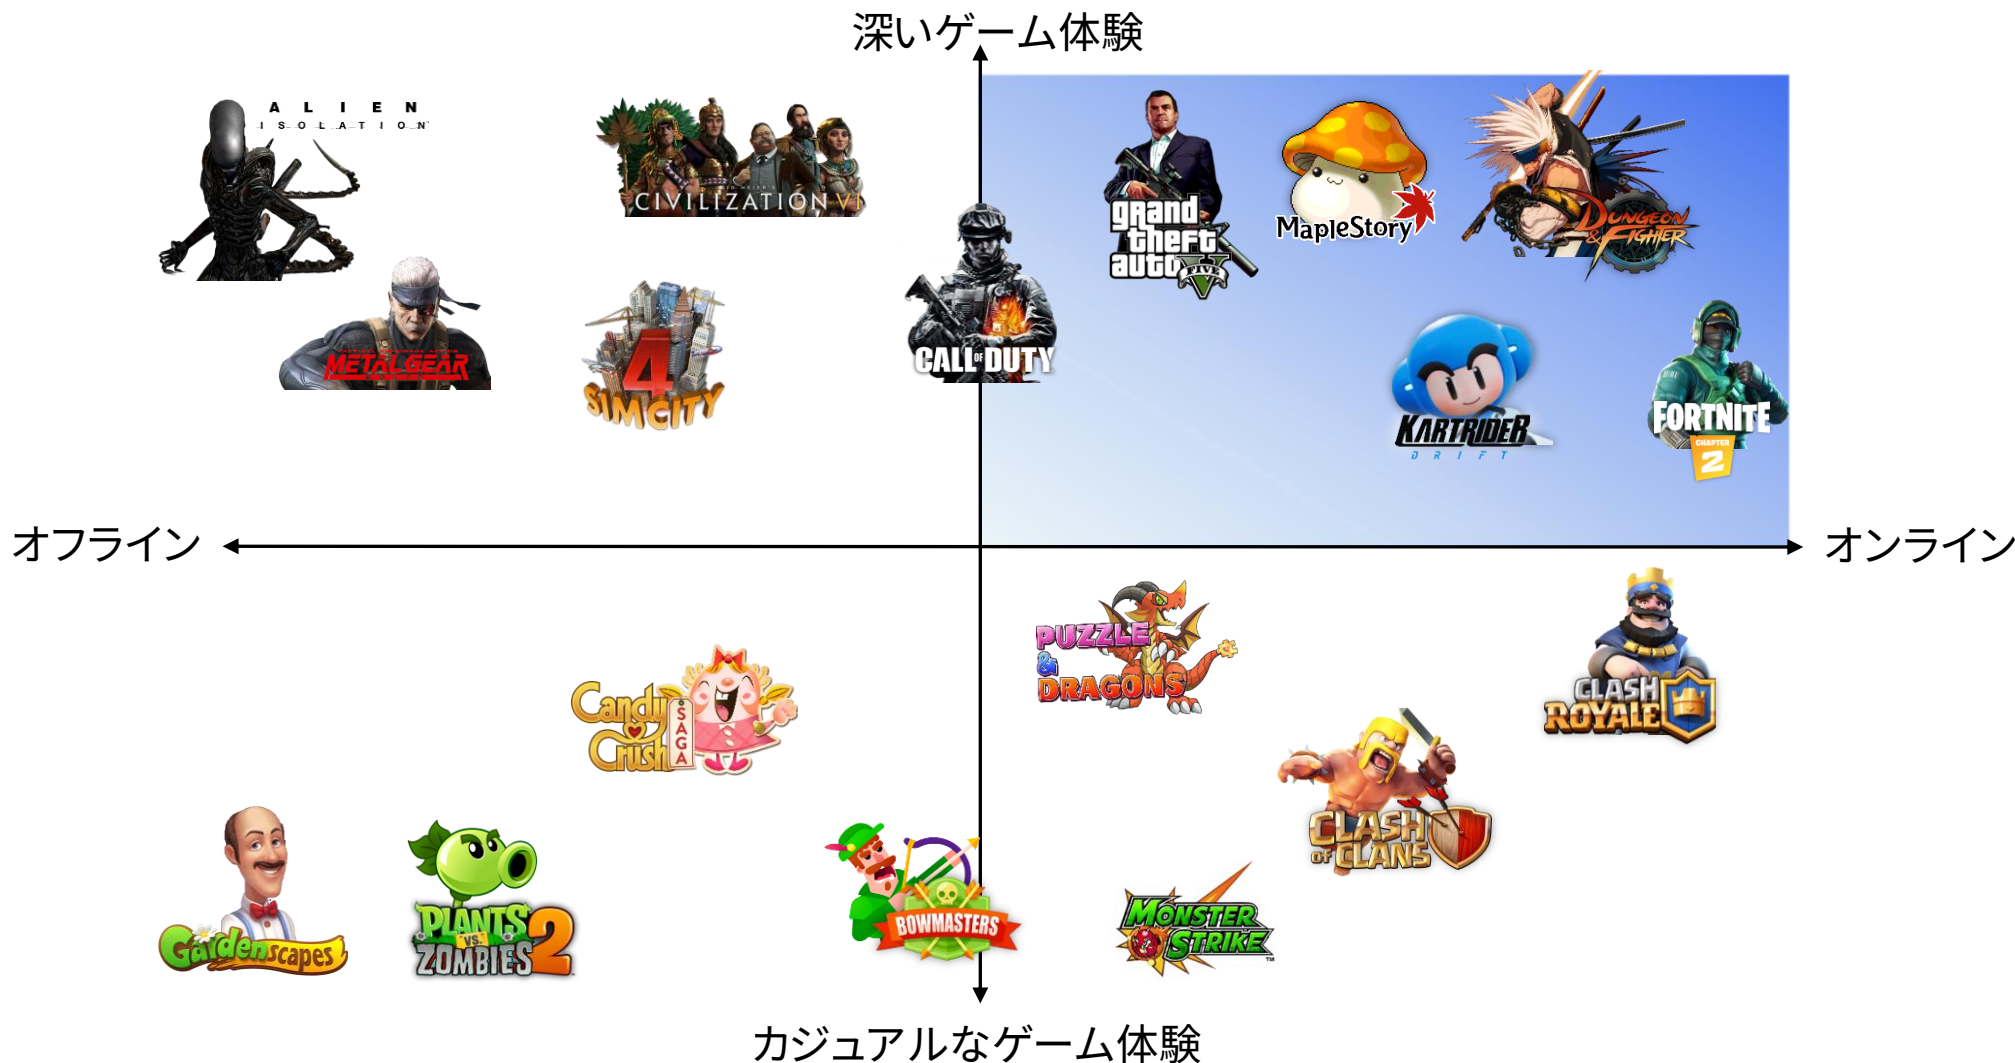 深いゲーム体験
ALIEN
ISOLATION
SID MEIER'S
CIVILIZATION VI
grand
theft
auto
V
FIVE
MapleStory
DUNGEON
& FIGHTER
METAL GEAR
4
SIMCITY
CALL OF DUTY
KARTRIDER
DRIFT
FORTNITE
CHAPTER
2
オフライン
オンライン
PUZZLE
&
DRAGONS
CLASH
ROYALE
Candy
Crush
SAGA
CLASH
OF CLANS
Gardenscapes
PLANTS
VS.
ZOMBIES 2
BOWMASTERS
MONSTER
STRIKE
TM
カジュアルなゲーム体験